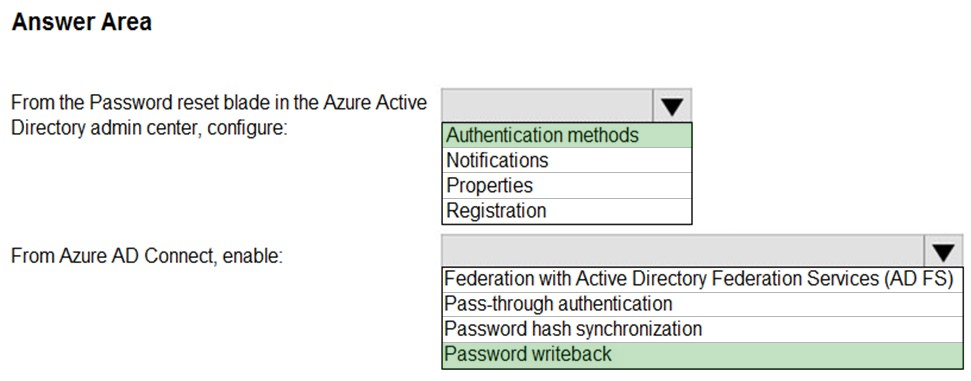 Answer Area
From the Password reset blade in the Azure Active
Directory admin center, configure:
Authentication methods
Notifications
Properties
Registration
From Azure AD Connect, enable:
Federation with Active Directory Federation Services (AD FS)
Pass-through authentication
Password hash synchronization
Password writeback